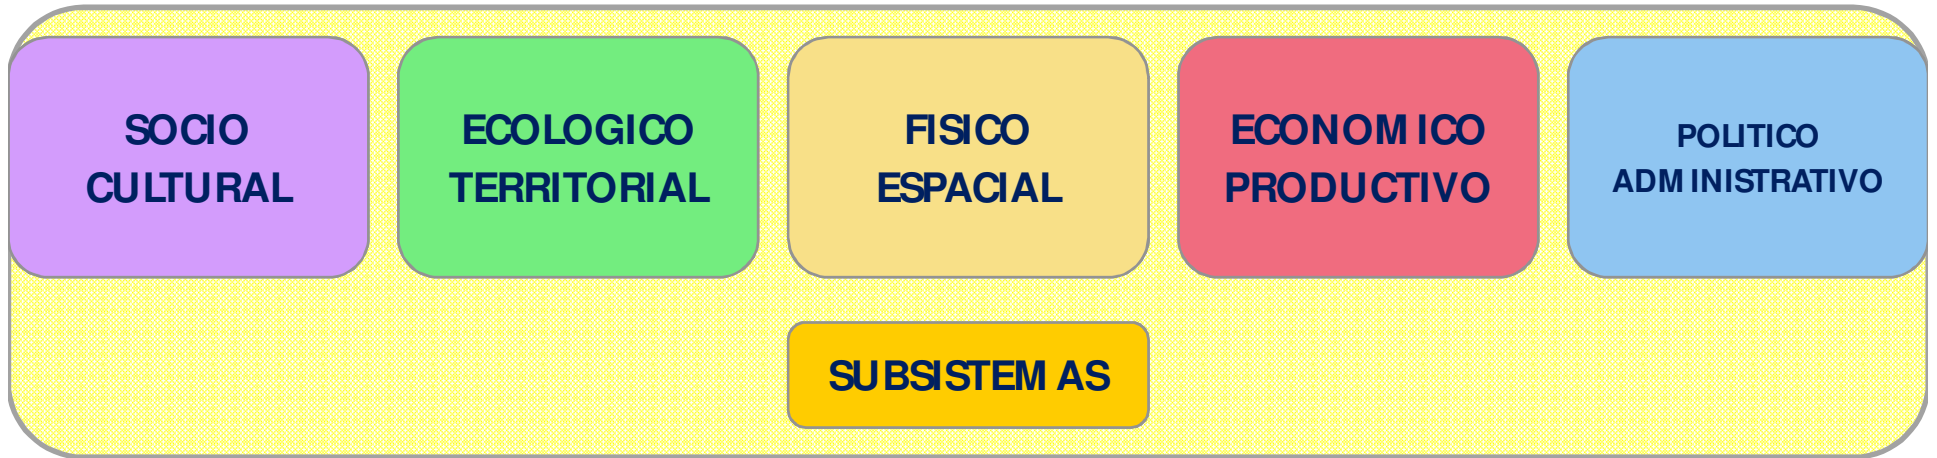 SOCIO
CULTURAL
ECOLOGICO
TERRITORIAL
FISICO
ESPACIAL
ECONOMICO
PRODUCTIVO
POLITICO
ADMINISTRATIVO
SUBSISTEMAS